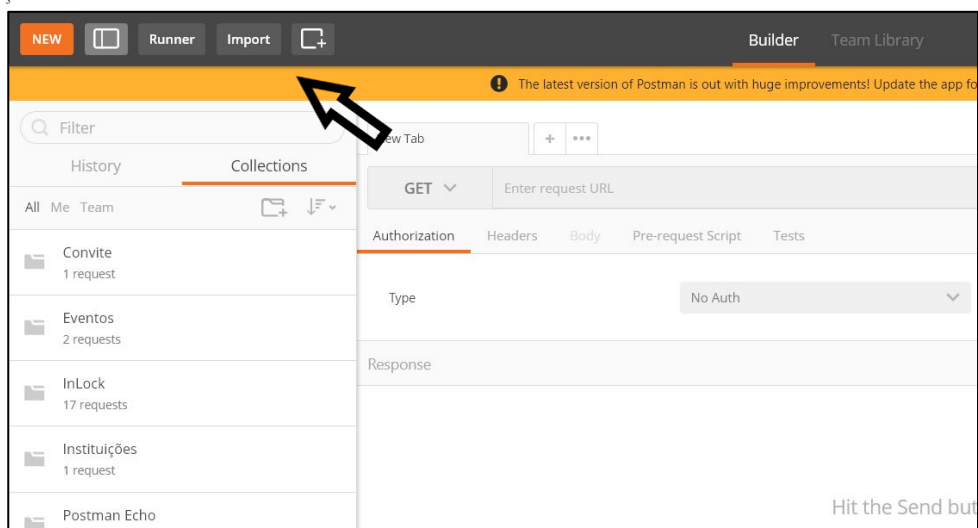 NEW Runner Import Builder Team Library
The latest version of Postman is out with huge improvements! Update the app fo
Filter
History Collections
All Me Team
Convite
1 request
Eventos
2 requests
InLock
17 requests
Instituições
1 request
Postman Echo
ew Tab
GET Enter request URL
Authorization Headers Body Pre-request Script Tests
Type No Auth
Response
Hit the Send but